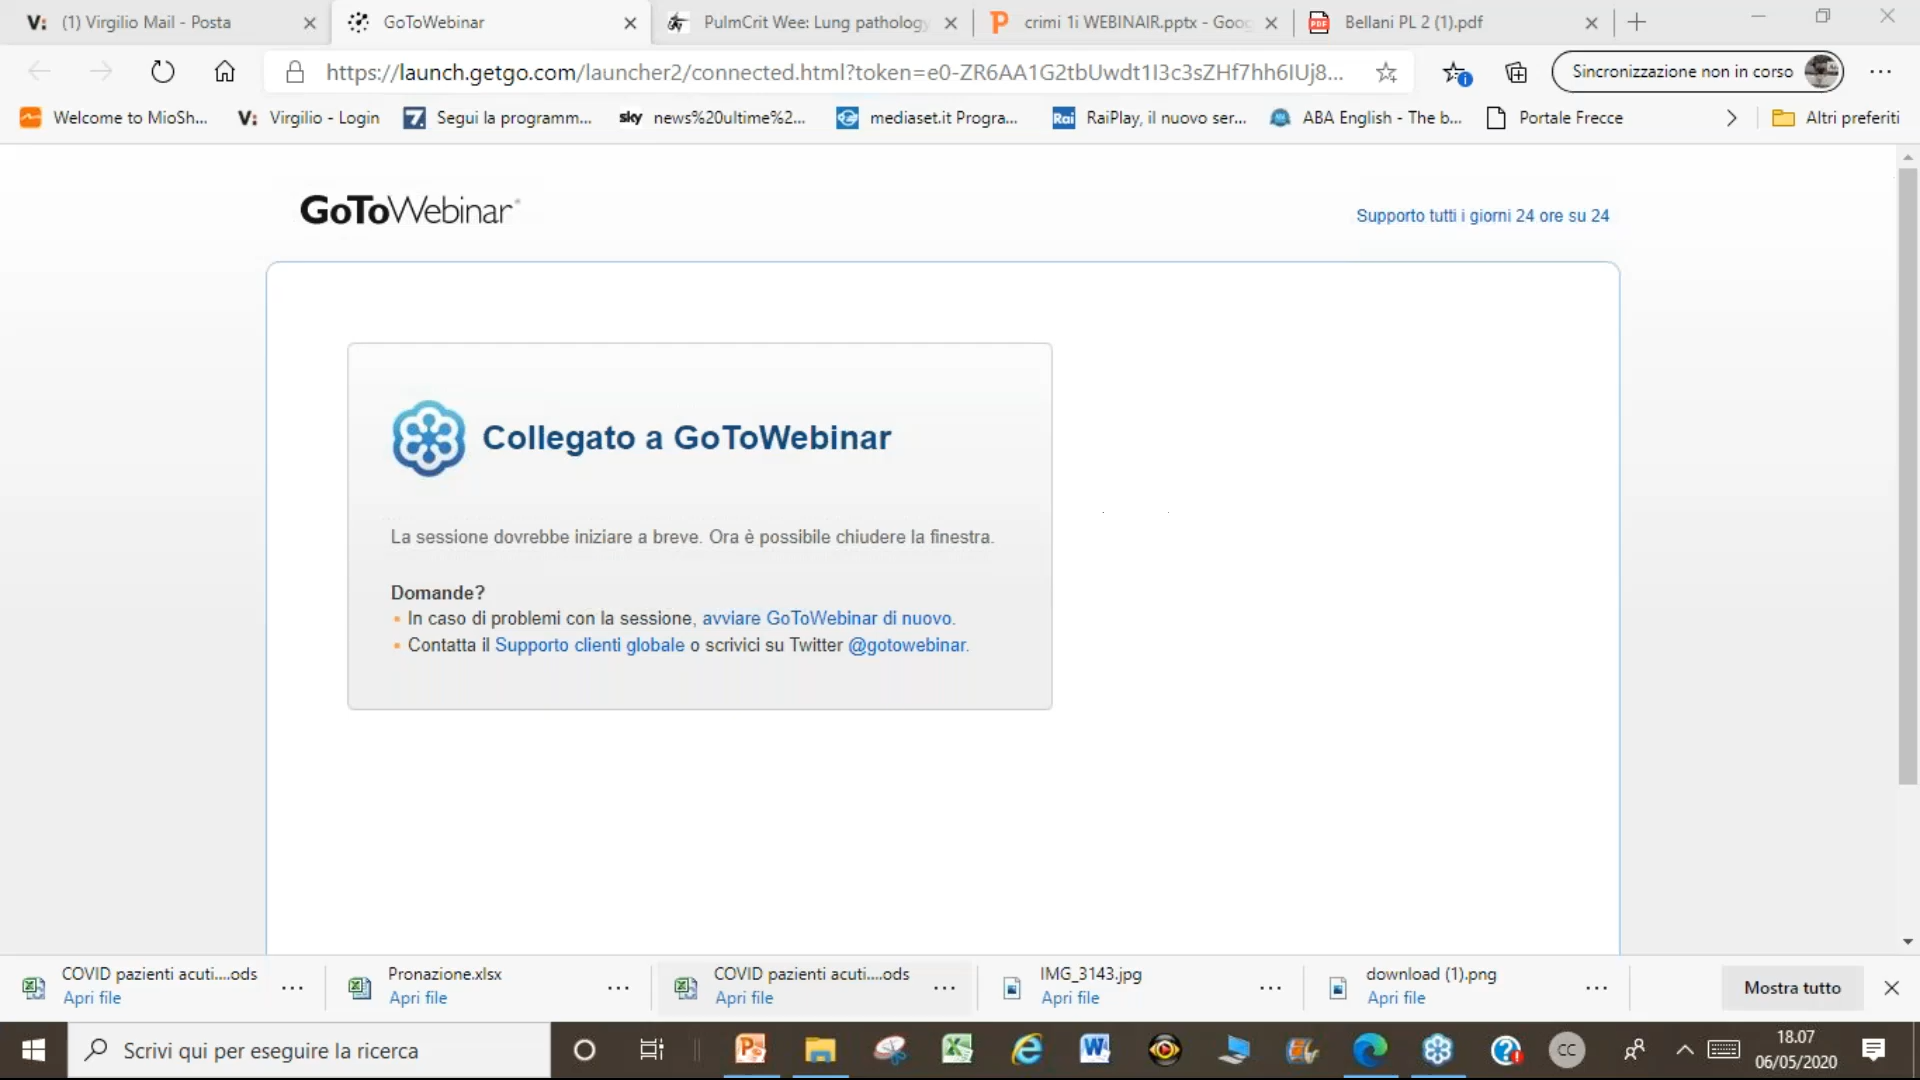 (1) Virgilio Mail - Posta
GoToWebinar
PulmCrit Wee: Lung pathology
crimi 1i WEBINAIR.pptx - Goog
Bellani PL 2 (1).pdf
https://launch.getgo.com/launcher2/connected.html?token=e0-ZR6AA1G2tbUwdt1I3c3sZHf7hh6IUj8...
Sincronizzazione non in corso
Welcome to MioSh...
Virgilio - Login
Segui la programm...
sky news%20ultime%2...
mediaset.it Progra...
Rai RaiPlay, il nuovo ser...
ABA English - The b...
Portale Frecce
Altri preferiti
GoToWebinar
Supporto tutti i giorni 24 ore su 24
Collegato a GoToWebinar
La sessione dovrebbe iniziare a breve. Ora è possibile chiudere la finestra.
Domande?
In caso di problemi con la sessione, avviare GoToWebinar di nuovo.
Contatta il Supporto clienti globale o scrivici su Twitter @gotowebinar.
COVID pazienti acuti....ods
Apri file
Pronazione.xlsx
Apri file
COVID pazienti acuti....ods
Apri file
IMG_3143.jpg
Apri file
download (1).png
Apri file
Mostra tutto
Scrivi qui per eseguire la ricerca
CC
18.07
06/05/2020